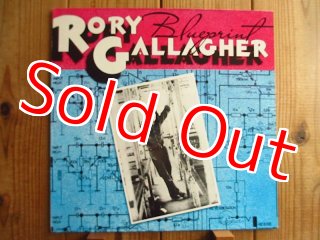 Blueprint
RORY
GALLAGHER
Sold Out